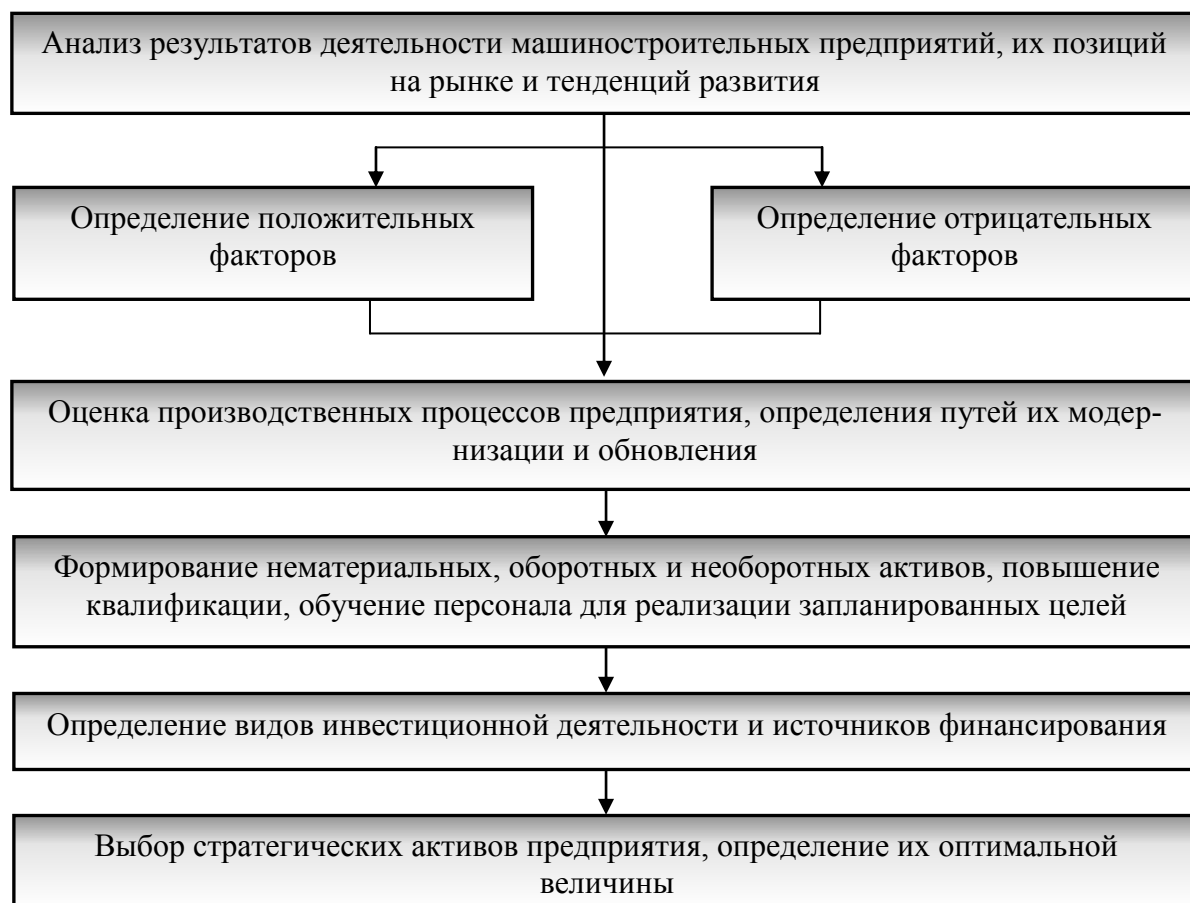 Анализ результатов деятельности машиностроительных предприятий, их позиций
на рынке и тенденций развития
Определение положительных
факторов
Определение отрицательных
факторов
Оценка производственных процессов предприятия, определения путей их модер-
низации и обновления
Формирование нематериальных, оборотных и необоротных активов, повышение
квалификации, обучение персонала для реализации запланированных целей
Определение видов инвестиционной деятельности и источников финансирования
Выбор стратегических активов предприятия, определение их оптимальной
величины